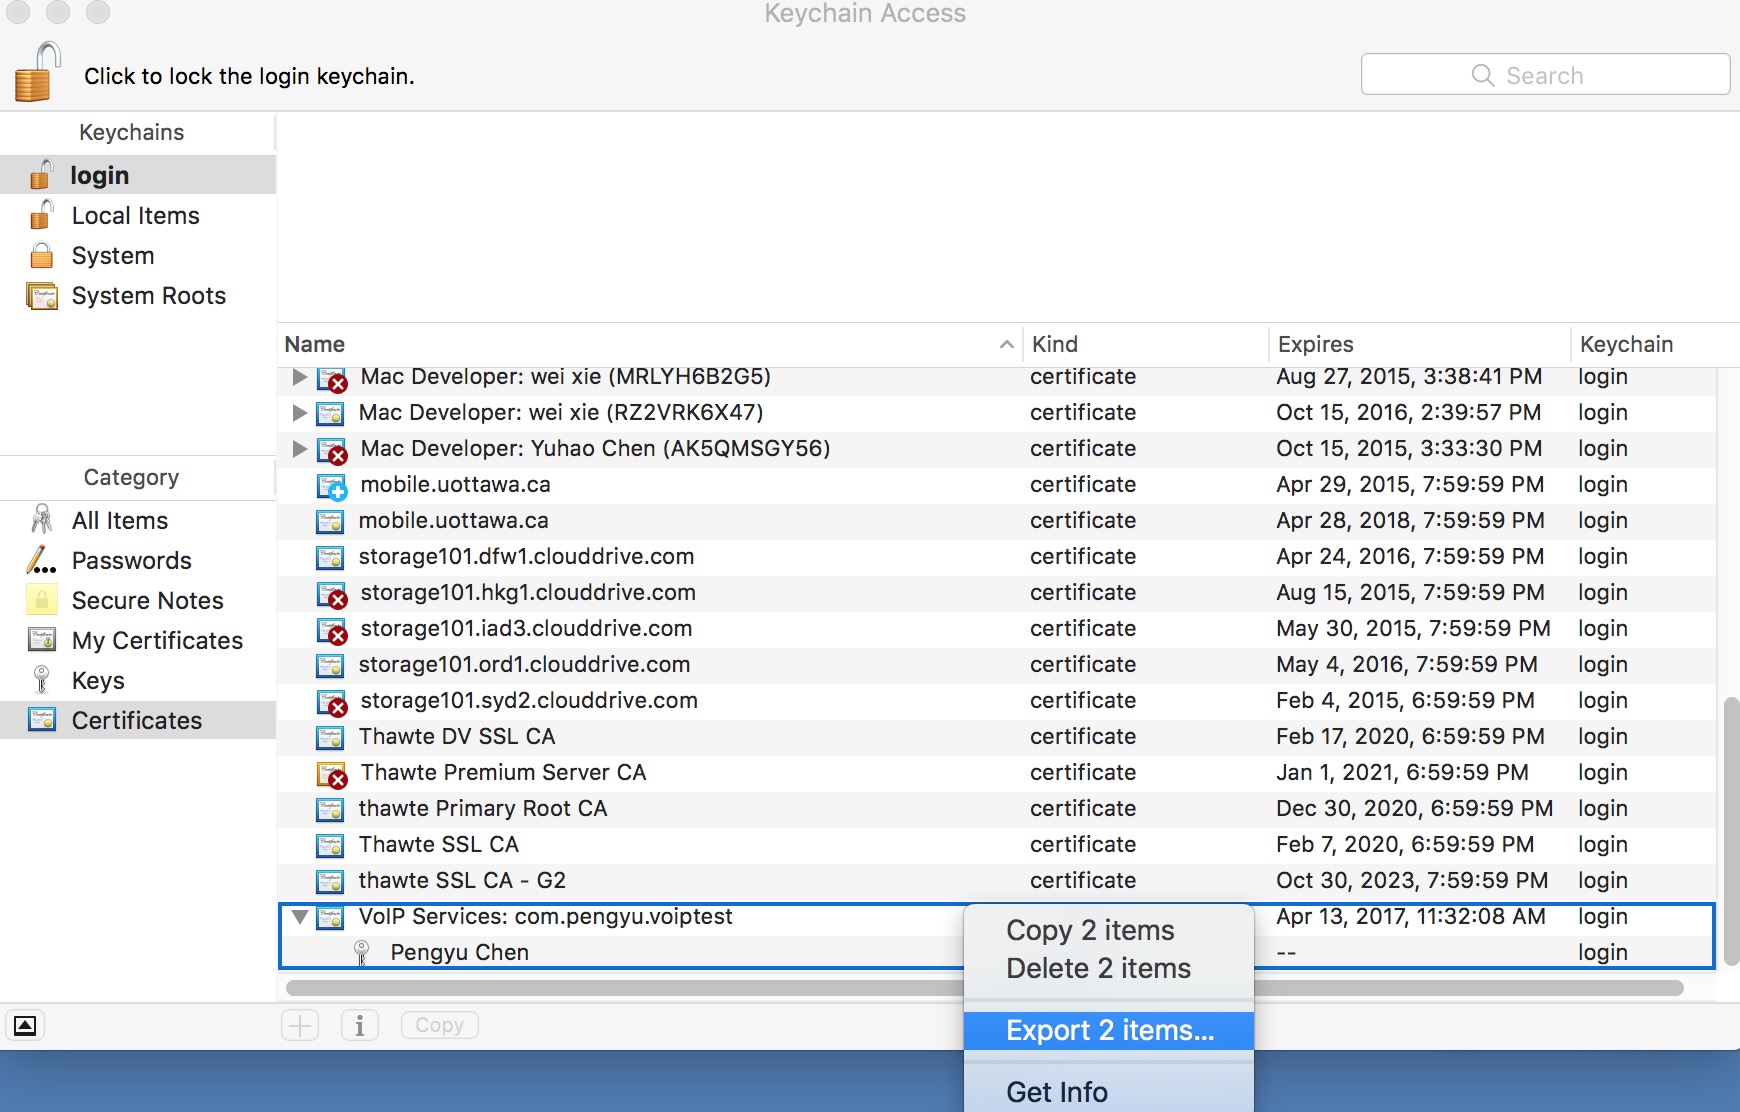 Keychain Access
Click to lock the login keychain.
Search
Keychains
login
Local Items
System
System Roots
Category
All Items
Passwords
Secure Notes
My Certificates
Keys
Certificates
Name Kind Expires Keychain
Mac Developer: wei xie (MRLYH6B2G5) certificate Aug 27, 2015, 3:38:41 PM login
Mac Developer: wei xie (RZ2VRK6X47) certificate Oct 15, 2016, 2:39:57 PM login
Mac Developer: Yuhao Chen (AK5QMSGY56) certificate Oct 15, 2015, 3:33:30 PM login
mobile.uottawa.ca certificate Apr 29, 2015, 7:59:59 PM login
mobile.uottawa.ca certificate Apr 28, 2018, 7:59:59 PM login
storage101.dfw1.clouddrive.com certificate Apr 24, 2016, 7:59:59 PM login
storage101.hkg1.clouddrive.com certificate Aug 15, 2015, 7:59:59 PM login
storage101.iad3.clouddrive.com certificate May 30, 2015, 7:59:59 PM login
storage101.ord1.clouddrive.com certificate May 4, 2016, 7:59:59 PM login
storage101.syd2.clouddrive.com certificate Feb 4, 2015, 6:59:59 PM login
Thawte DV SSL CA certificate Feb 17, 2020, 6:59:59 PM login
Thawte Premium Server CA certificate Jan 1, 2021, 6:59:59 PM login
thawte Primary Root CA certificate Dec 30, 2020, 6:59:59 PM login
Thawte SSL CA certificate Feb 7, 2020, 6:59:59 PM login
thawte SSL CA - G2 certificate Oct 30, 2023, 7:59:59 PM login
VoIP Services: com.pengyu.voiptest Apr 13, 2017, 11:32:08 AM login
Pengyu Chen -- login
Copy 2 items
Delete 2 items
Export 2 items...
Get Info
Copy